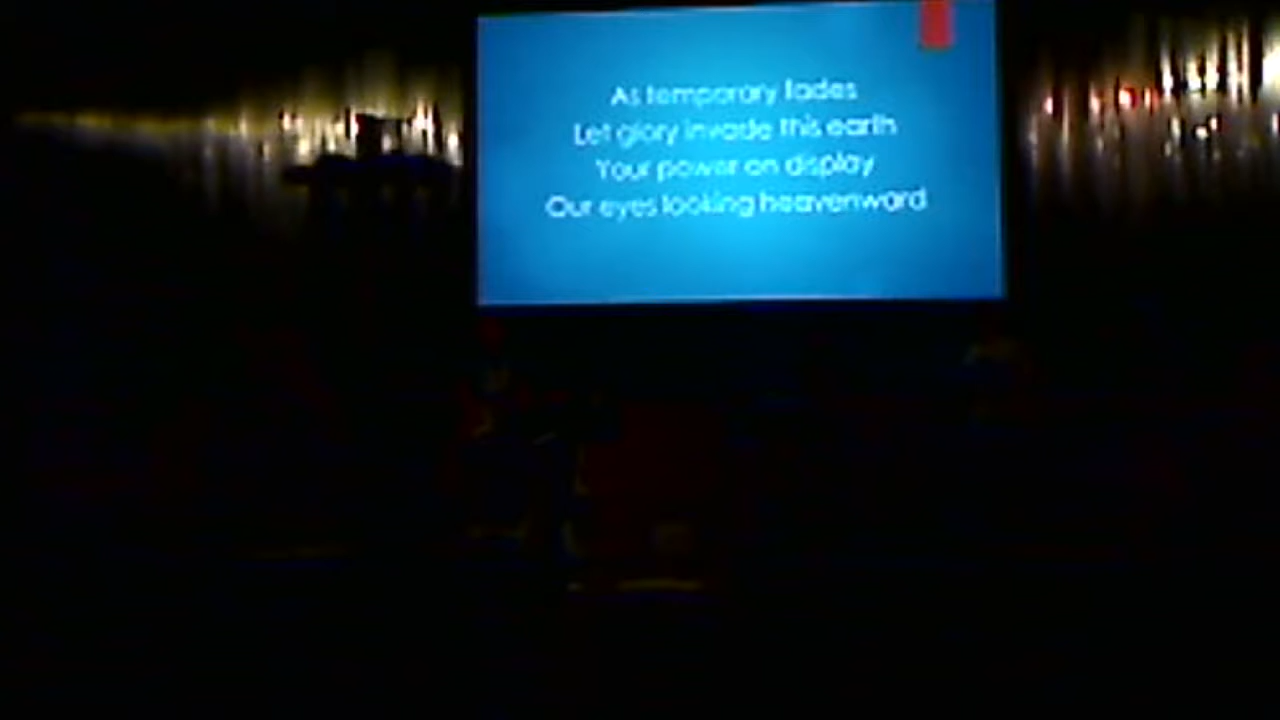 As temporary fades
Let glory invade this earth
Your power on display
Our eyes looking heavenward